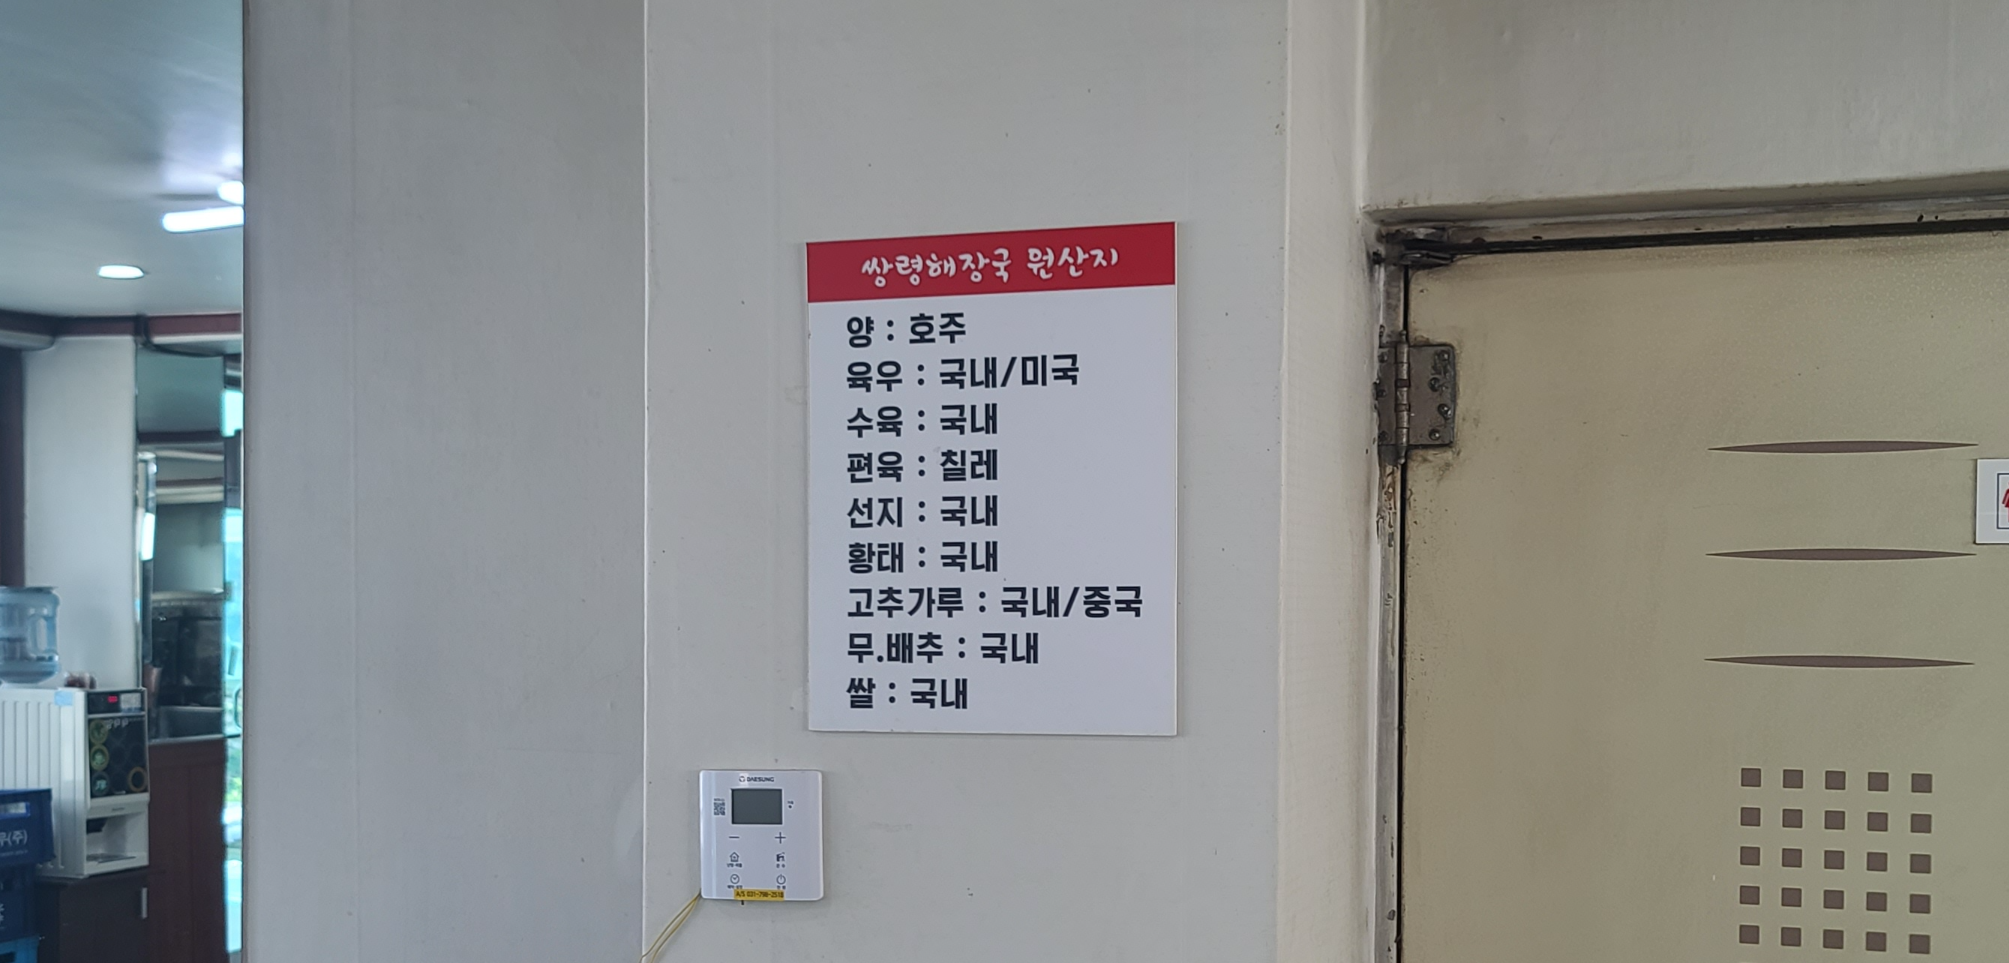 쌍령해장국 원산지
양 : 호주
육우 : 국내/미국
수육 : 국내
편육 : 칠레
선지 : 국내
황태 : 국내
고추가루 : 국내/중국
무.배추 : 국내
쌀 : 국내
DAESUNG